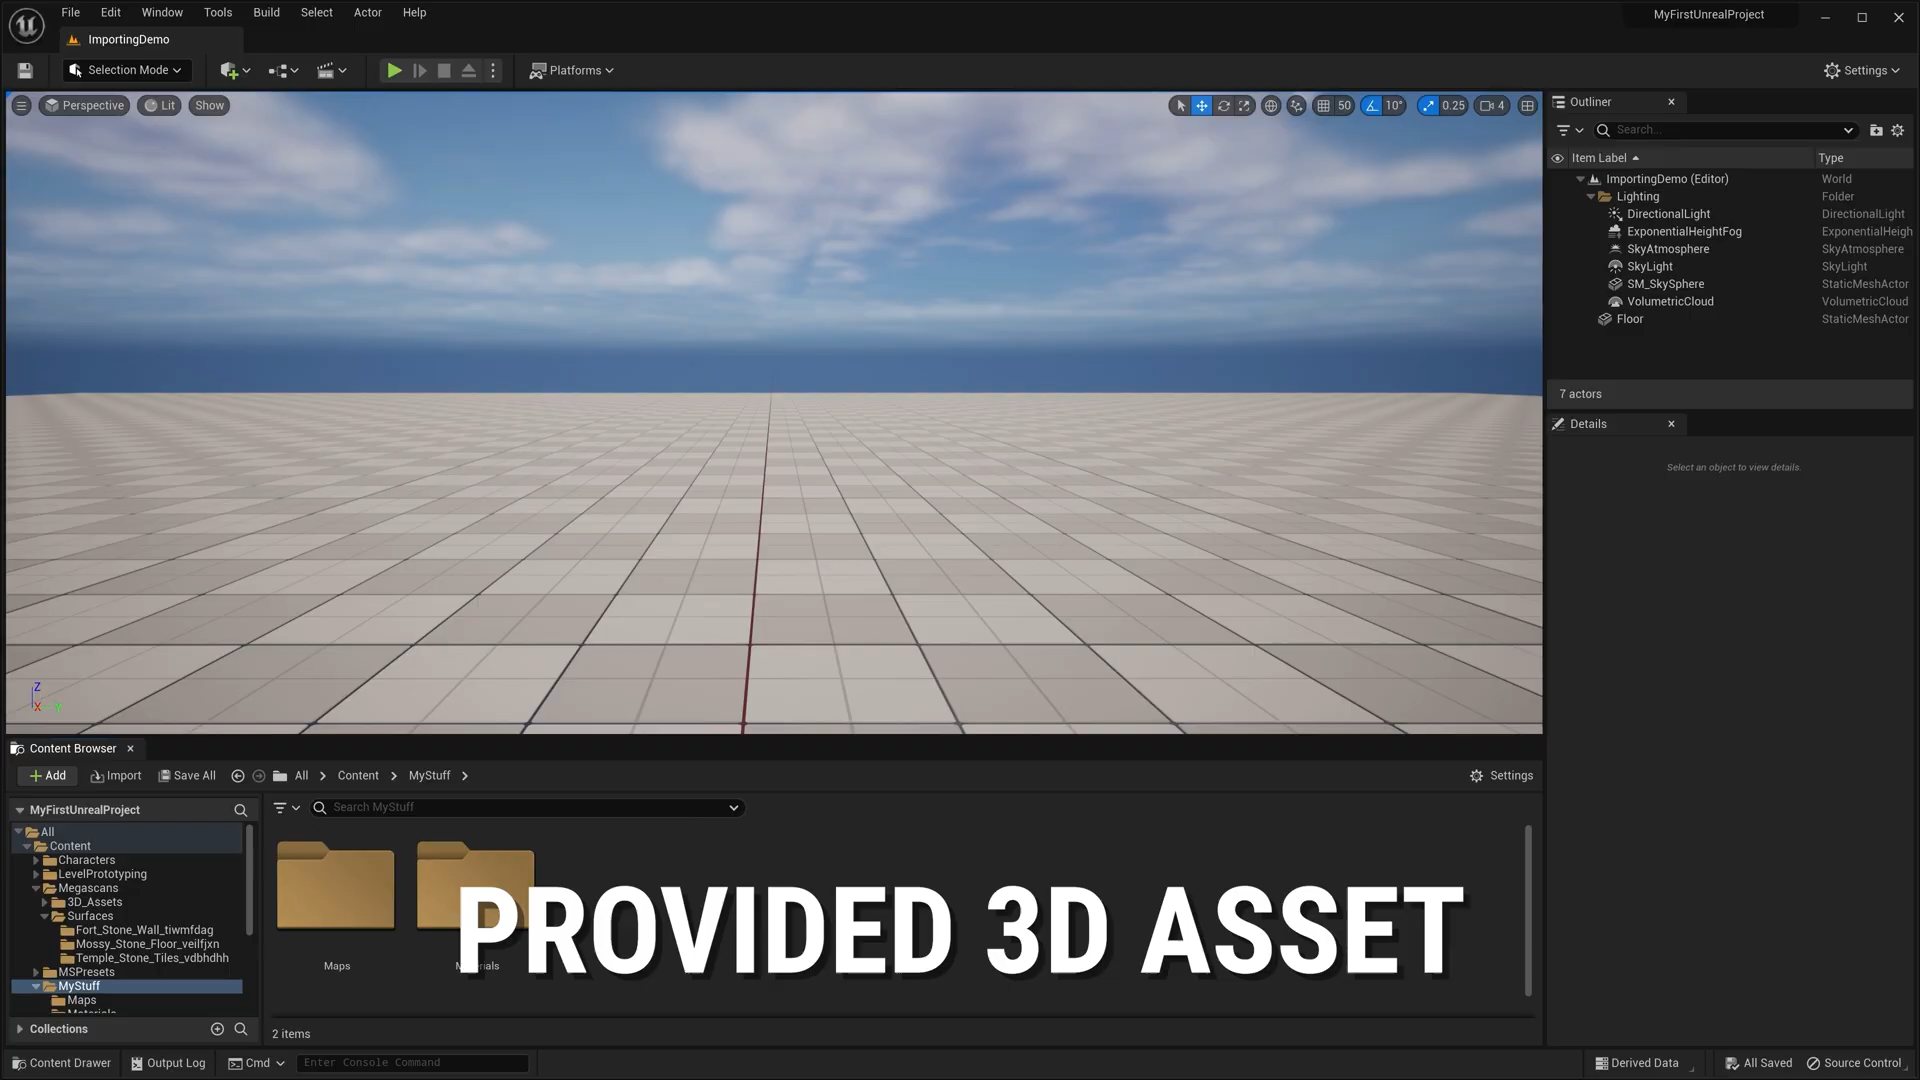 File Edit Window Tools Build Select Actor Help
MyFirstUnrealProject
ImportingDemo
Selection Mode
Platforms
Settings
Perspective Lit Show
50 10° 0.25 4
Outliner
Search...
Item Label Type
ImportingDemo (Editor) World
Lighting Folder
DirectionalLight DirectionalLight
ExponentialHeightFog ExponentialHeigh
SkyAtmosphere SkyAtmosphere
SkyLight SkyLight
SM_SkySphere StaticMeshActor
VolumetricCloud VolumetricCloud
Floor StaticMeshActor
7 actors
Details
Select an object to view details.
Z
X Y
Content Browser
Add Import Save All All Content MyStuff Settings
MyFirstUnrealProject
Search MyStuff
All
Content
Characters
LevelPrototyping
Megascans
3D_Assets
Surfaces
Fort_Stone_Wall_tiwmfdag
Mossy_Stone_Floor_veilfjxn
Temple_Stone_Tiles_vdbhdhh
MSPresets
MyStuff
Maps
Materials
Collections
Maps
Materials
PROVIDED 3D ASSET
2 items
Content Drawer Output Log Cmd Enter Console Command Derived Data All Saved Source Control